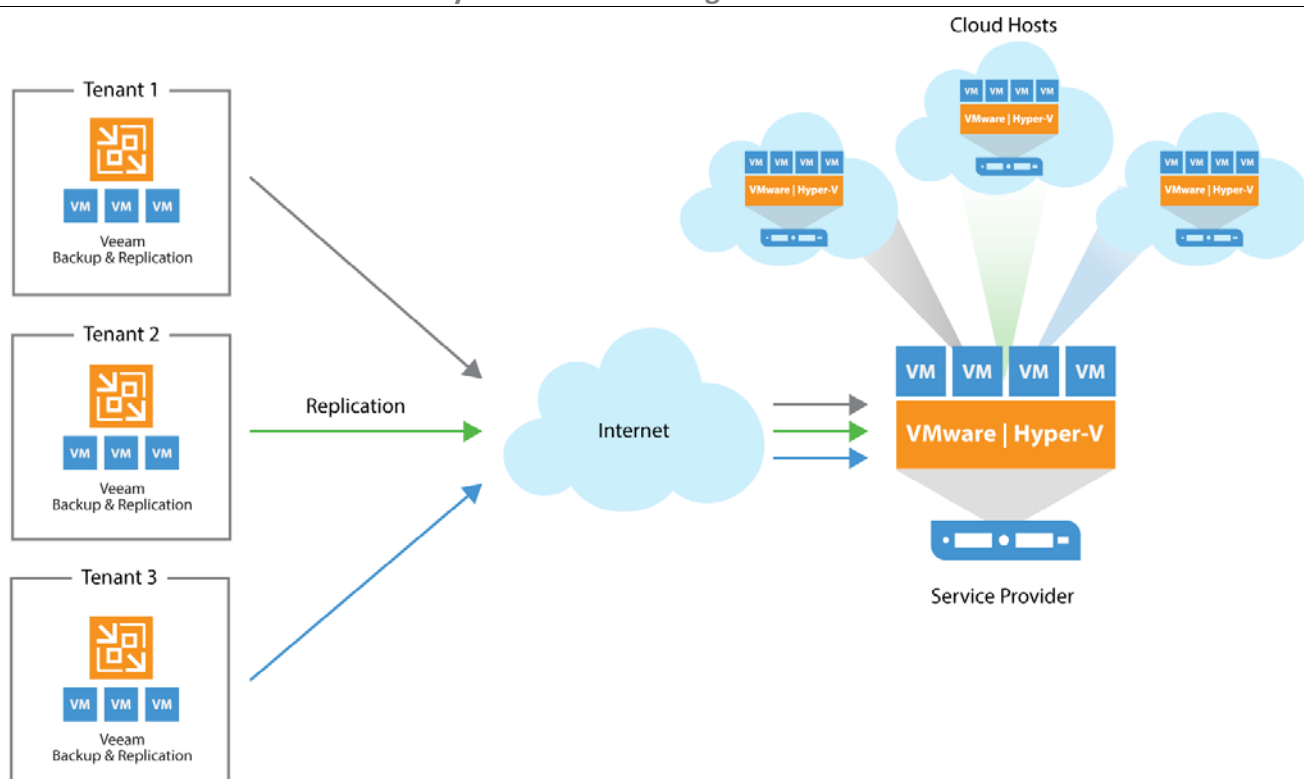 Cloud Hosts
Tenant 1
VM VM VM
Veeam
Backup & Replication
Tenant 2
VM VM VM
Veeam
Backup & Replication
Tenant 3
VM VM VM
Veeam
Backup & Replication
Replication
Internet
VM VM VM VM
VMware | Hyper-V
VM VM VM VM
VMware | Hyper-V
VM VM VM VM
VMware | Hyper-V
VM VM VM VM
VMware | Hyper-V
Service Provider